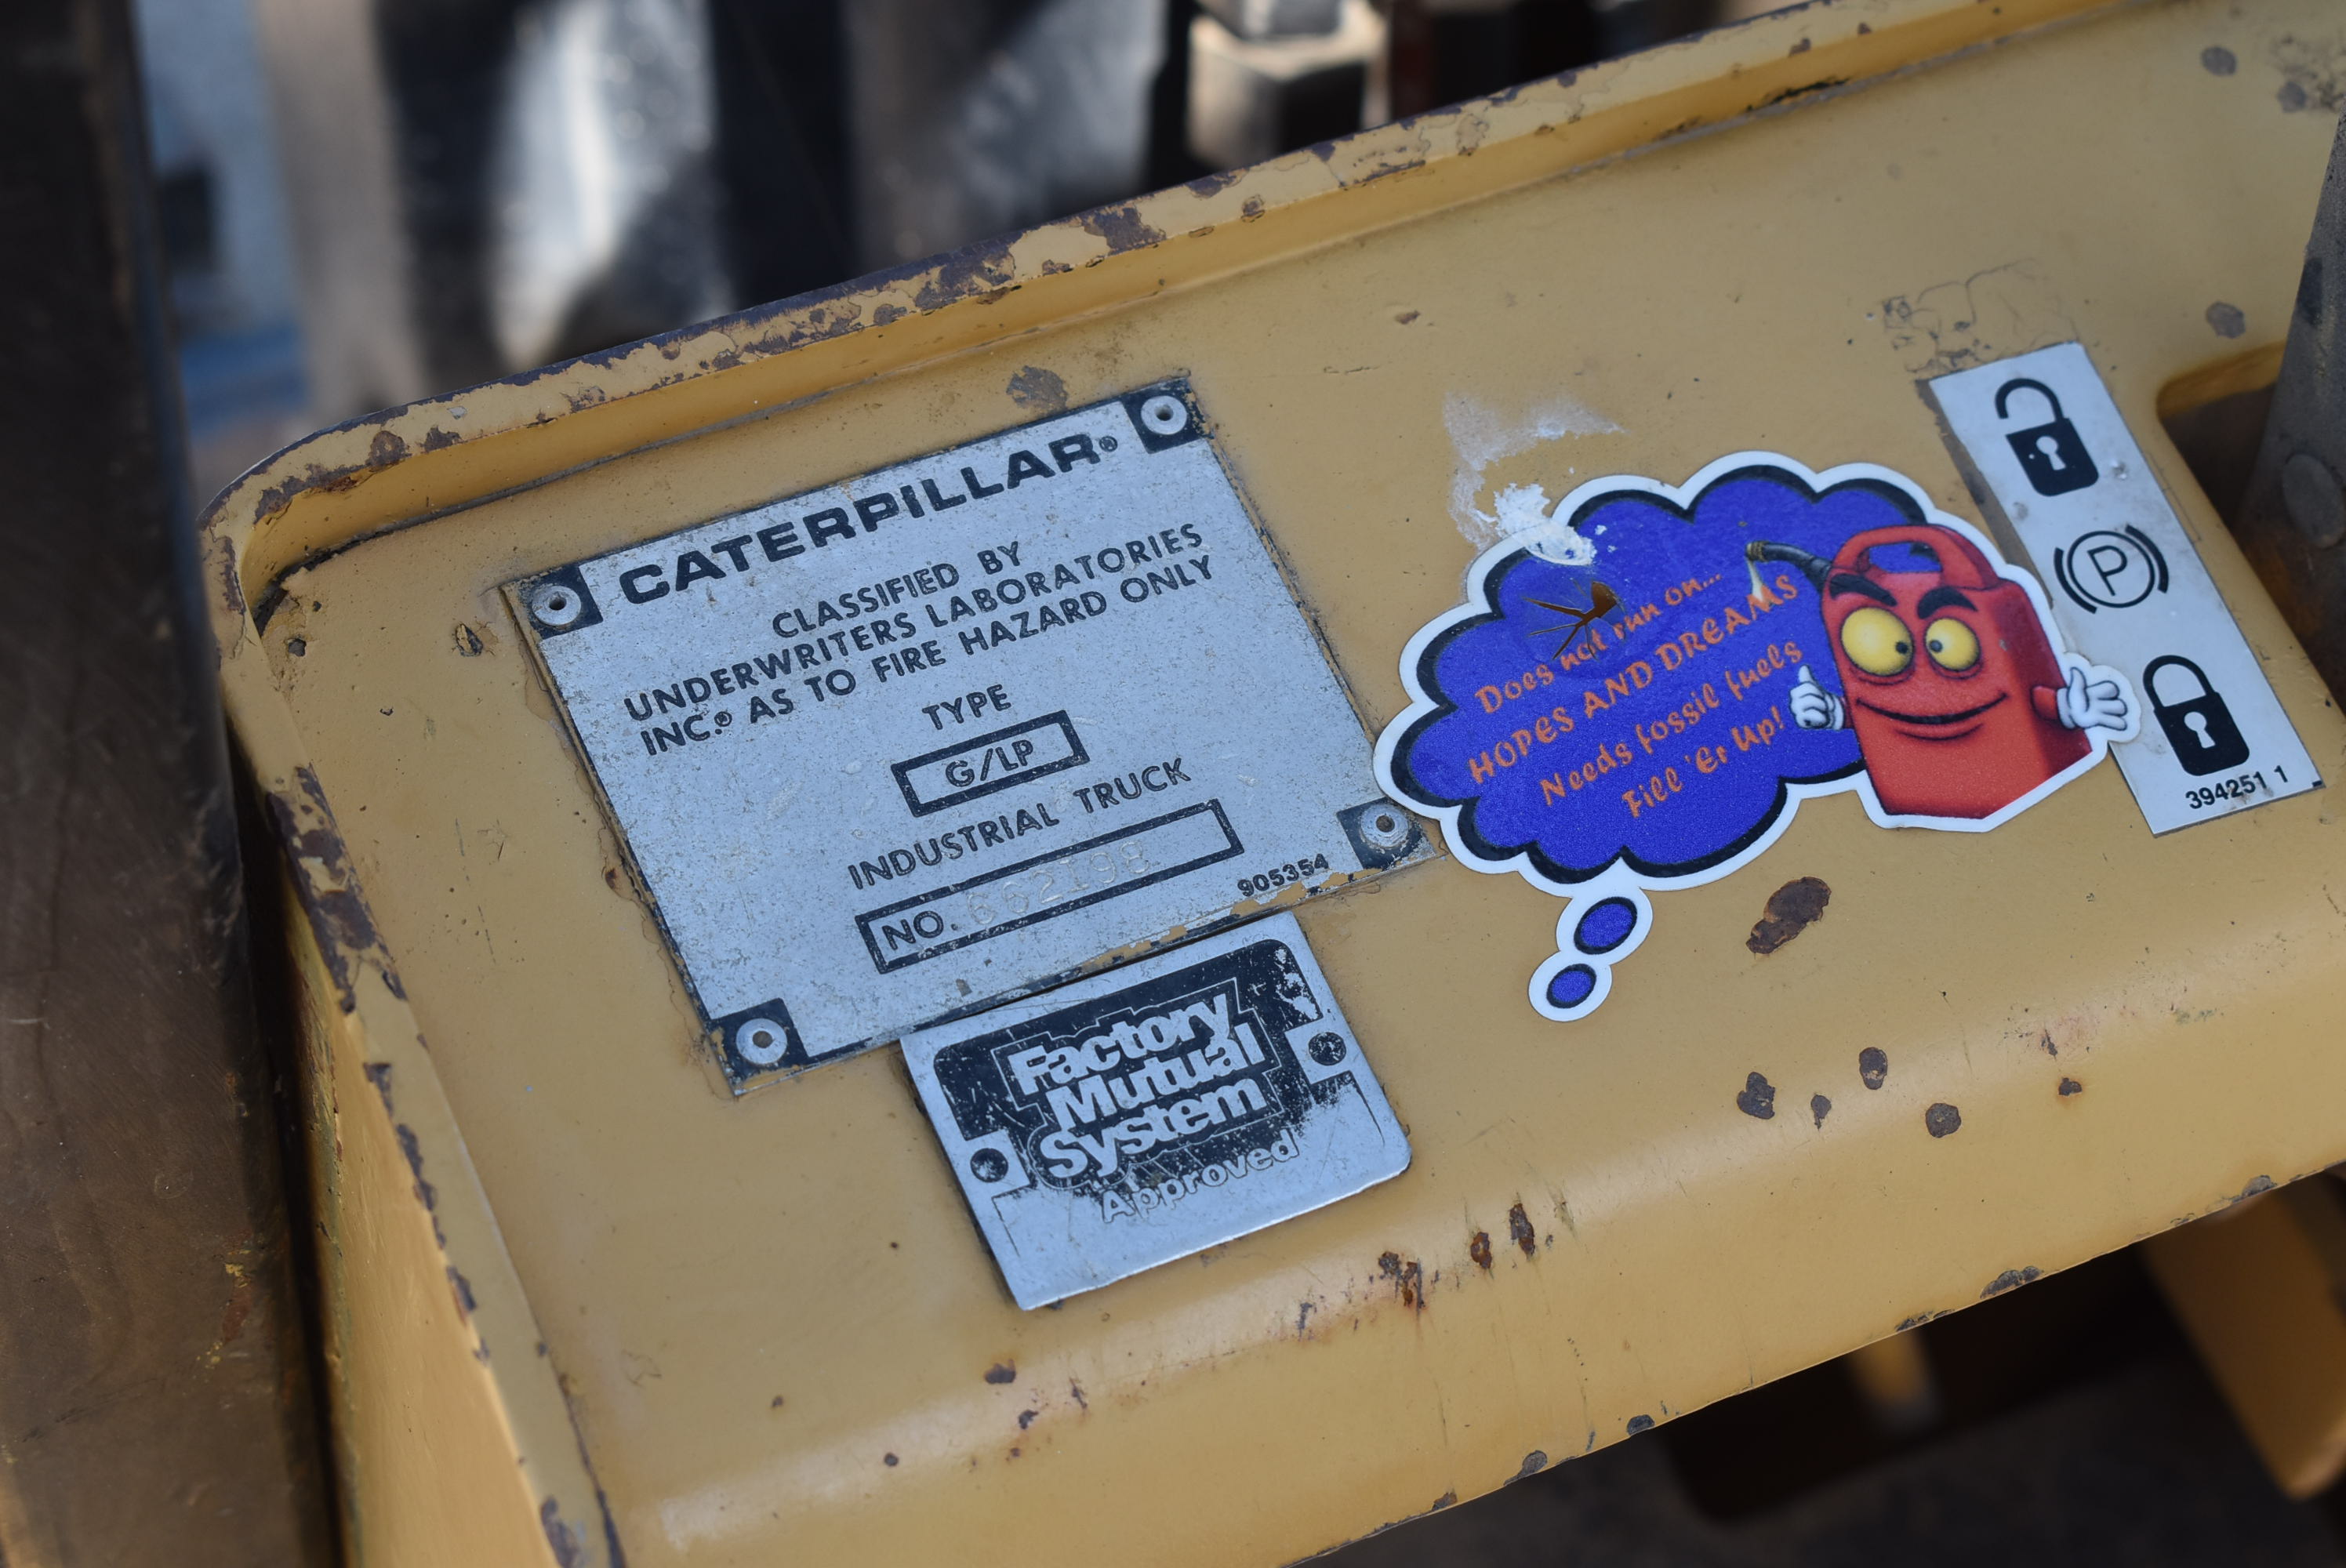 CATERPILLAR®
CLASSIFIED BY
UNDERWRITERS LABORATORIES
INC.® AS TO FIRE HAZARD ONLY
TYPE
G/LP
INDUSTRIAL TRUCK
NO. 662198
905354
Factory
Mutual
System
Approved
Does not run on...
HOPES AND DREAMS
Needs fossil fuels
Fill 'Er Up!
P
394251 1